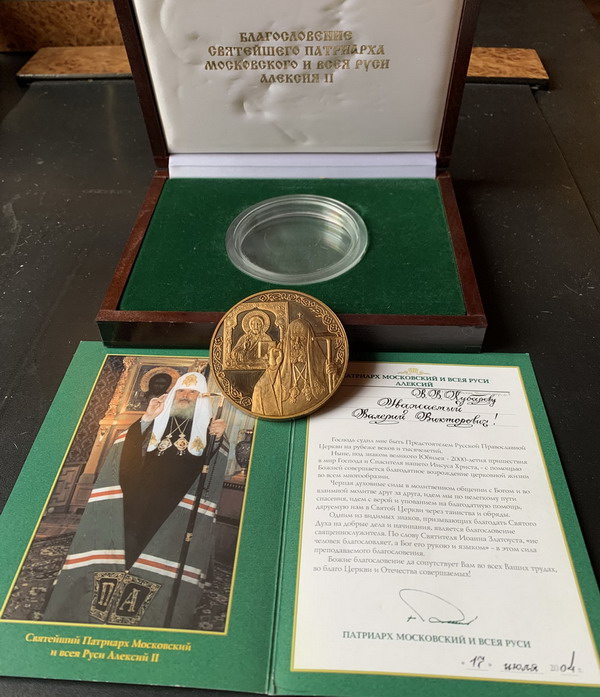 БЛАГОСЛОВЕНИЕ
СВЯТЕЙШЕГО ПАТРИАРХА
МОСКОВСКОГО И ВСЕЯ РУСИ
АЛЕКСИЯ II
Святейший Патриарх Московский
и всея Руси Алексий II
ПАТРИАРХ МОСКОВСКИЙ И ВСЕЯ РУСИ
АЛЕКСИЙ
В. В.
Уважаемый
Валерий Викторович!
Господь судил мне быть Предстоятелем Русской Православной
Церкви на рубеже веков и тысячелетий.
Ныне, под знаком великого Юбилея - 2000-летия пришествия
в мир Господа и Спасителя нашего Иисуса Христа, - с помощью
Божией совершается благодатное возрождение церковной жизни
во всем многообразии.
Черпая духовные силы в молитвенном общении с Богом и во
взаимной молитве друг за друга, идем мы по нелегкому пути
спасения, идем с верой и упованием на благодатную помощь,
даруемую нам в Святой Церкви через таинства и обряды.
Одним из видимых знаков, призывающих благодать Святого
Духа на добрые дела и начинания, является благословение
священнослужителя. По слову Святителя Иоанна Златоуста, «не
человек благословляет, а Бог его рукою и языком» - в этом сила
преподаваемого благословения.
Божие благословение да сопутствует Вам во всех Ваших трудах,
во благо Церкви и Отечества совершаемых!
ПАТРИАРХ МОСКОВСКИЙ И ВСЕЯ РУСИ
"17" июля 2004 г.